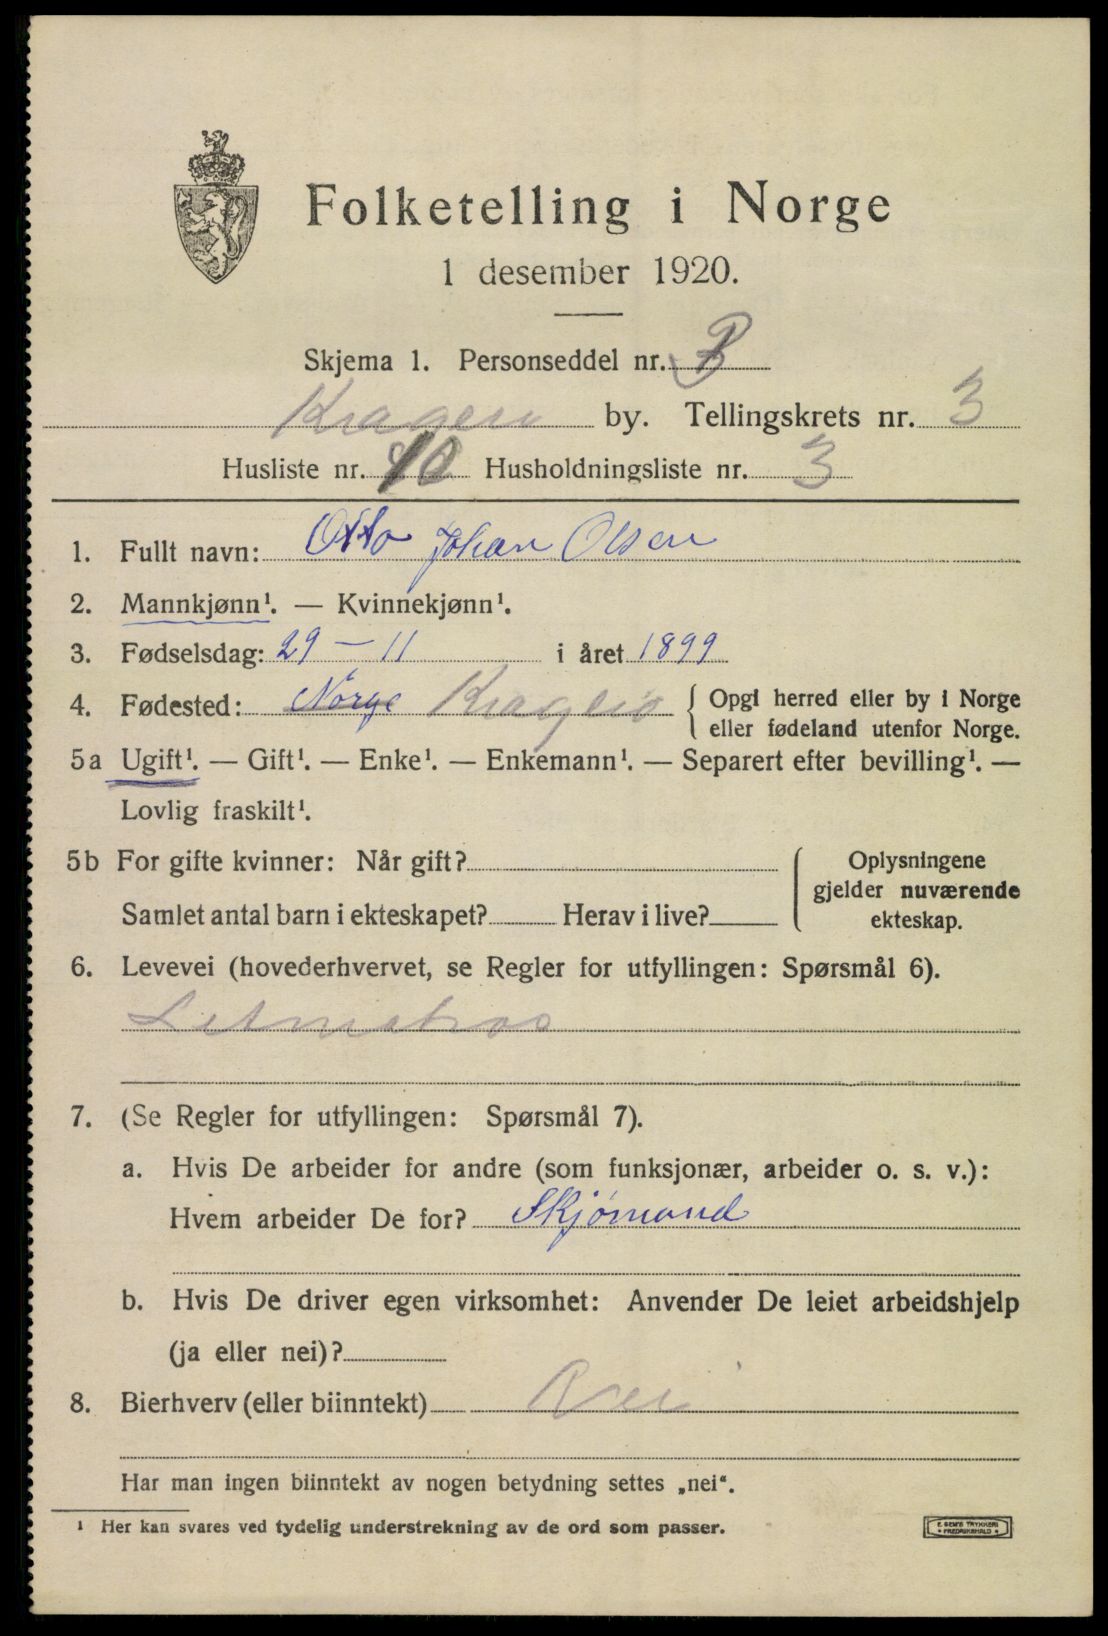 Folketelling i Norge
1 desember 1920.
Skjema 1. Personseddel nr.
Kragerø by. Tellingskrets nr. 3
Husliste nr. Husholdningsliste nr. 3
1. Fullt navn: Otto Johan Olsen
2. Mannkjønn¹. — Kvinnekjønn¹.
3. Fødselsdag: 29 – 11 i året 1899
4. Fødested: Norge Kragerø { Opgi herred eller by i Norge
eller fødeland utenfor Norge.
5a Ugift¹. — Gift¹. — Enke¹. — Enkemann¹. — Separert efter bevilling¹. —
Lovlig fraskilt¹.
5b For gifte kvinner: Når gift?
Samlet antal barn i ekteskapet? Herav i live?
{ Oplysningene
gjelder nuværende
ekteskap.
6. Levevei (hovederhvervet, se Regler for utfyllingen: Spørsmål 6).
Letmatros
7. (Se Regler for utfyllingen: Spørsmål 7).
a. Hvis De arbeider for andre (som funksjonær, arbeider o. s. v.):
Hvem arbeider De for? Skjømand
b. Hvis De driver egen virksomhet: Anvender De leiet arbeidshjelp
(ja eller nei)?
8. Bierhverv (eller biinntekt) Nei
Har man ingen biinntekt av nogen betydning settes „nei“.
¹ Her kan svares ved tydelig understrekning av de ord som passer.
E. SEM'S TRYKKERI
• FREDRIKSHALD •